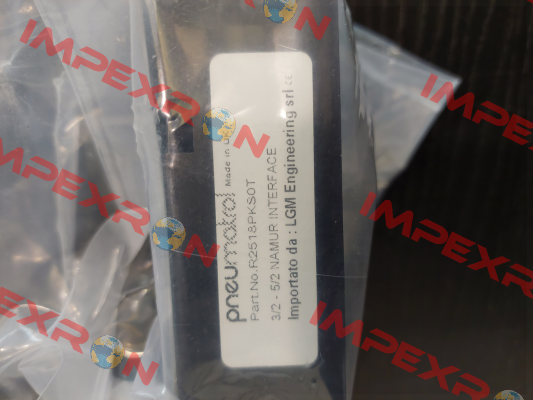 pneumatrol Made in
Part.No.R2518PKS0T
3/2 - 5/2 NAMUR INTERFACE
Importato da : LGM Engineering srl
IMPEXRON
IMPEXRON
IMPEXRON
IMPEXRON
IMPEXRON